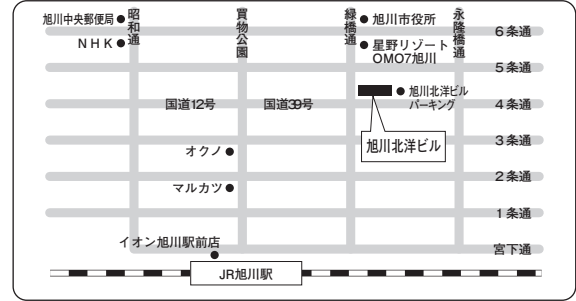 旭川中央郵便局
NHK
昭和通
買物公園
緑橋通
旭川市役所
星野リゾート
OMO7旭川
永隆橋通
6条通
5条通
国道12号
国道39号
旭川北洋ビル
パーキング
4条通
オクノ
旭川北洋ビル
3条通
マルカツ
2条通
1条通
イオン旭川駅前店
宮下通
JR旭川駅